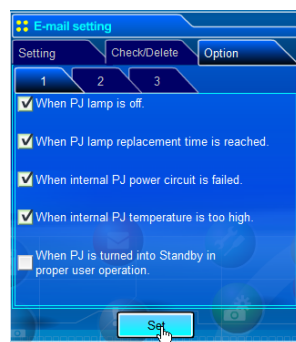 E-mail setting
Setting Check/Delete Option
1 2 3
When PJ lamp is off.
When PJ lamp replacement time is reached.
When internal PJ power circuit is failed.
When internal PJ temperature is too high.
When PJ is turned into Standby in
proper user operation.
Set